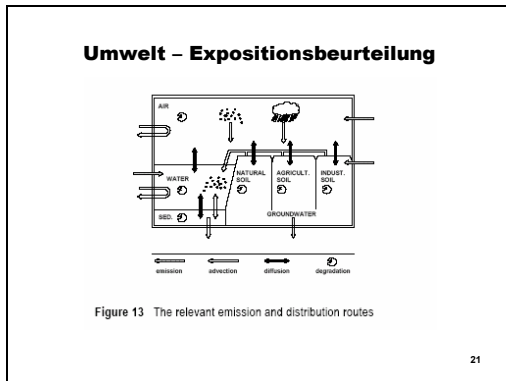 Umwelt – Expositionsbeurteilung
AIR
WATER
NATURAL SOIL
AGRICULT. SOIL
INDUST. SOIL
SED.
GROUNDWATER
emission advection diffusion degradation
Figure 13 The relevant emission and distribution routes
21